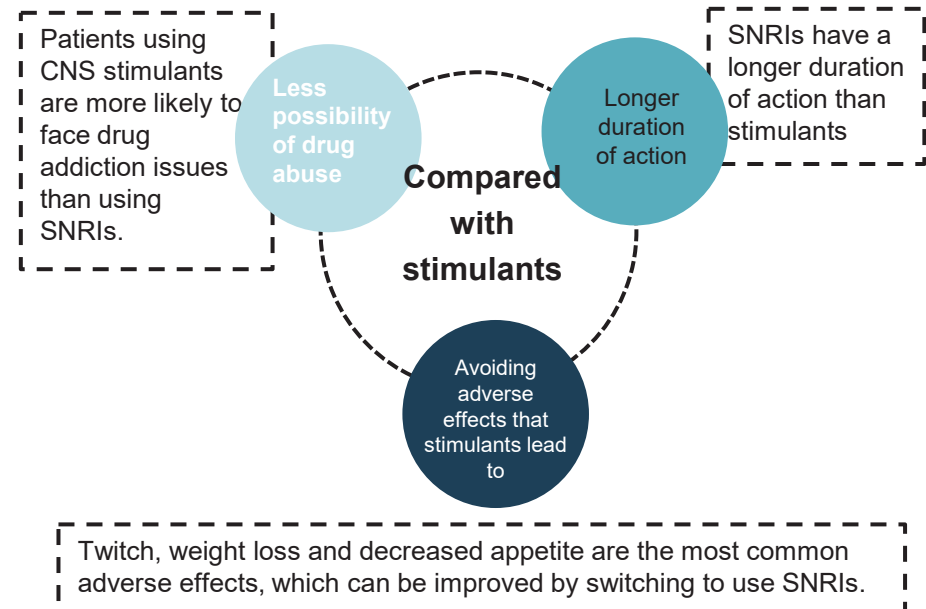 Patients using
CNS stimulants
are more likely to
face drug
addiction issues
than using
SNRIs.
Less
possibility
of drug
abuse
Longer
duration
of action
SNRIs have a
longer duration
of action than
stimulants
Compared
with
stimulants
Avoiding
adverse
effects that
stimulants lead
to
Twitch, weight loss and decreased appetite are the most common
adverse effects, which can be improved by switching to use SNRIs.